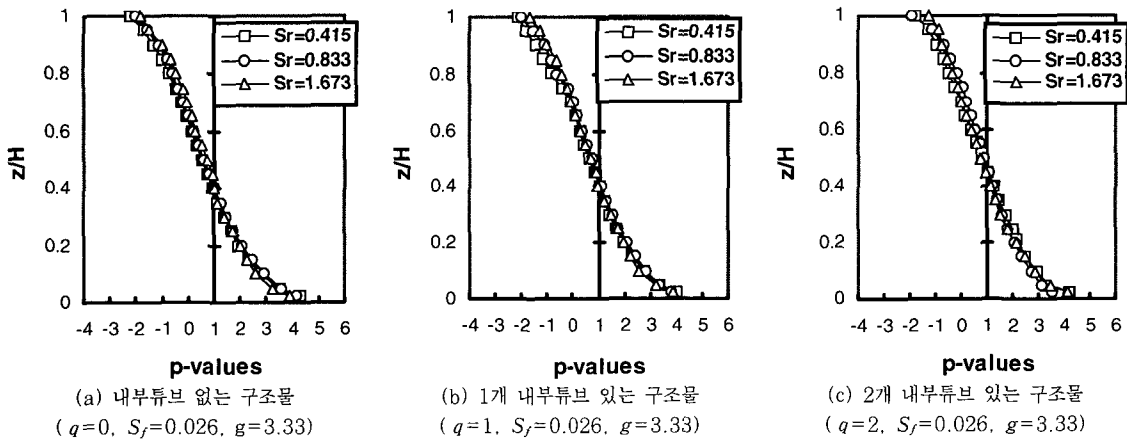 1
0.8
0.6
0.4
0.2
0
z/H
Sr=0.415
Sr=0.833
Sr=1.673
-4 -3 -2 -1 0 1 2 3 4 5 6
p-values
(a) 내부튜브 없는 구조물
( q=0, Sf=0.026, g=3.33)
1
0.8
0.6
0.4
0.2
0
z/H
Sr=0.415
Sr=0.833
Sr=1.673
-4 -3 -2 -1 0 1 2 3 4 5 6
p-values
(b) 1개 내부튜브 있는 구조물
( q=1, Sf=0.026, g=3.33)
1
0.8
0.6
0.4
0.2
0
z/H
Sr=0.415
Sr=0.833
Sr=1.673
-4 -3 -2 -1 0 1 2 3 4 5 6
p-values
(c) 2개 내부튜브 있는 구조물
( q=2, Sf=0.026, g=3.33)